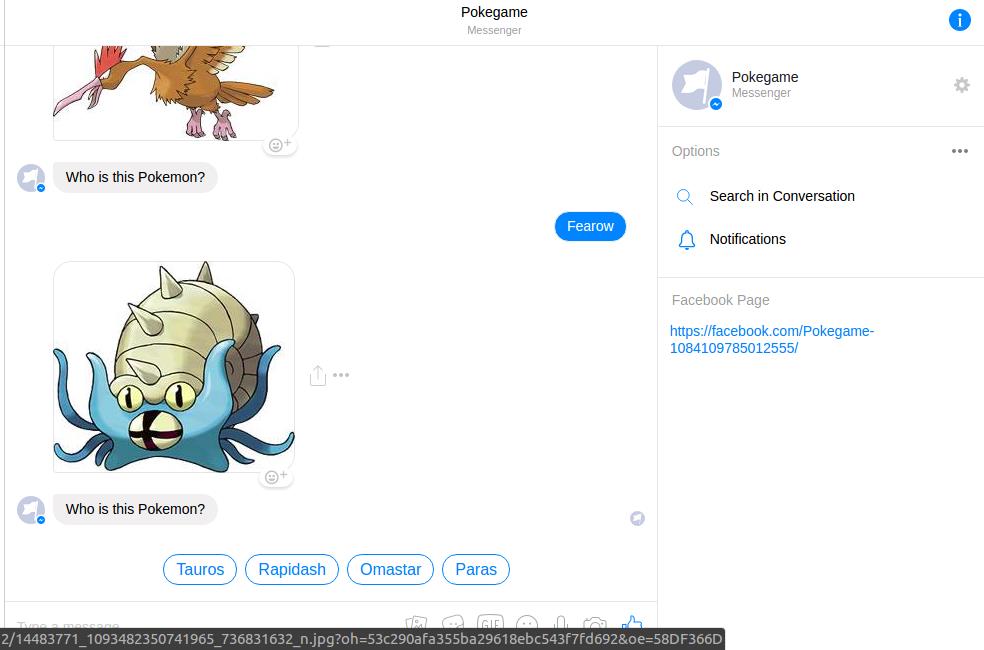 Pokegame
Messenger
Pokegame
Messenger
Who is this Pokemon?
Options
Search in Conversation
Fearow
Notifications
Facebook Page
https://facebook.com/Pokegame-
1084109785012555/
Who is this Pokemon?
Tauros Rapidash Omastar Paras
Type a message...
GIF
2/14483771_1093482350741965_736831632_n.jpg?oh=53c290afa355ba29618ebc543f7fd692&oe=58DF366D